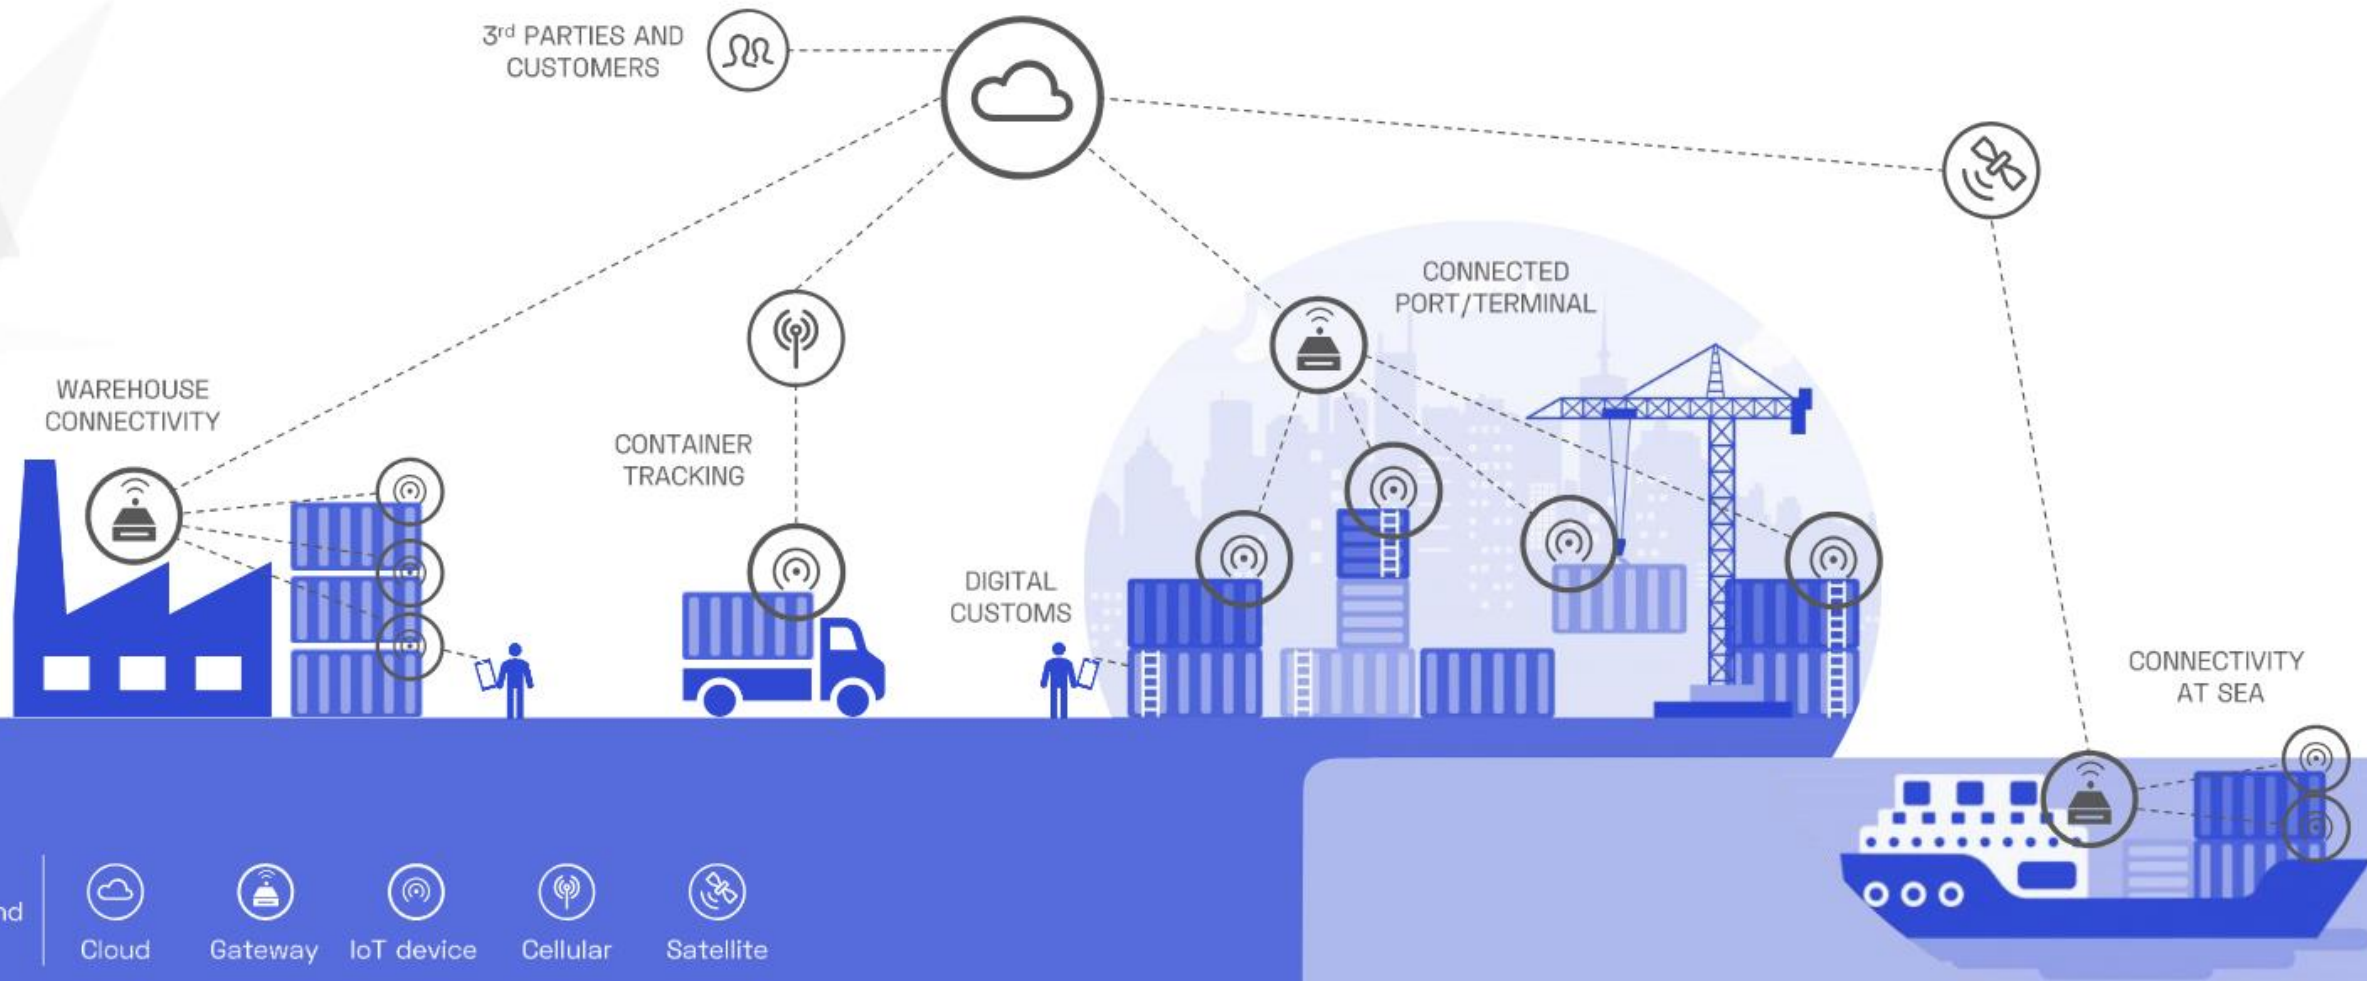 3rd PARTIES AND
CUSTOMERS
CONNECTED
PORT/TERMINAL
WAREHOUSE
CONNECTIVITY
CONTAINER
TRACKING
DIGITAL
CUSTOMS
CONNECTIVITY
AT SEA
Cloud
Gateway
IoT device
Cellular
Satellite